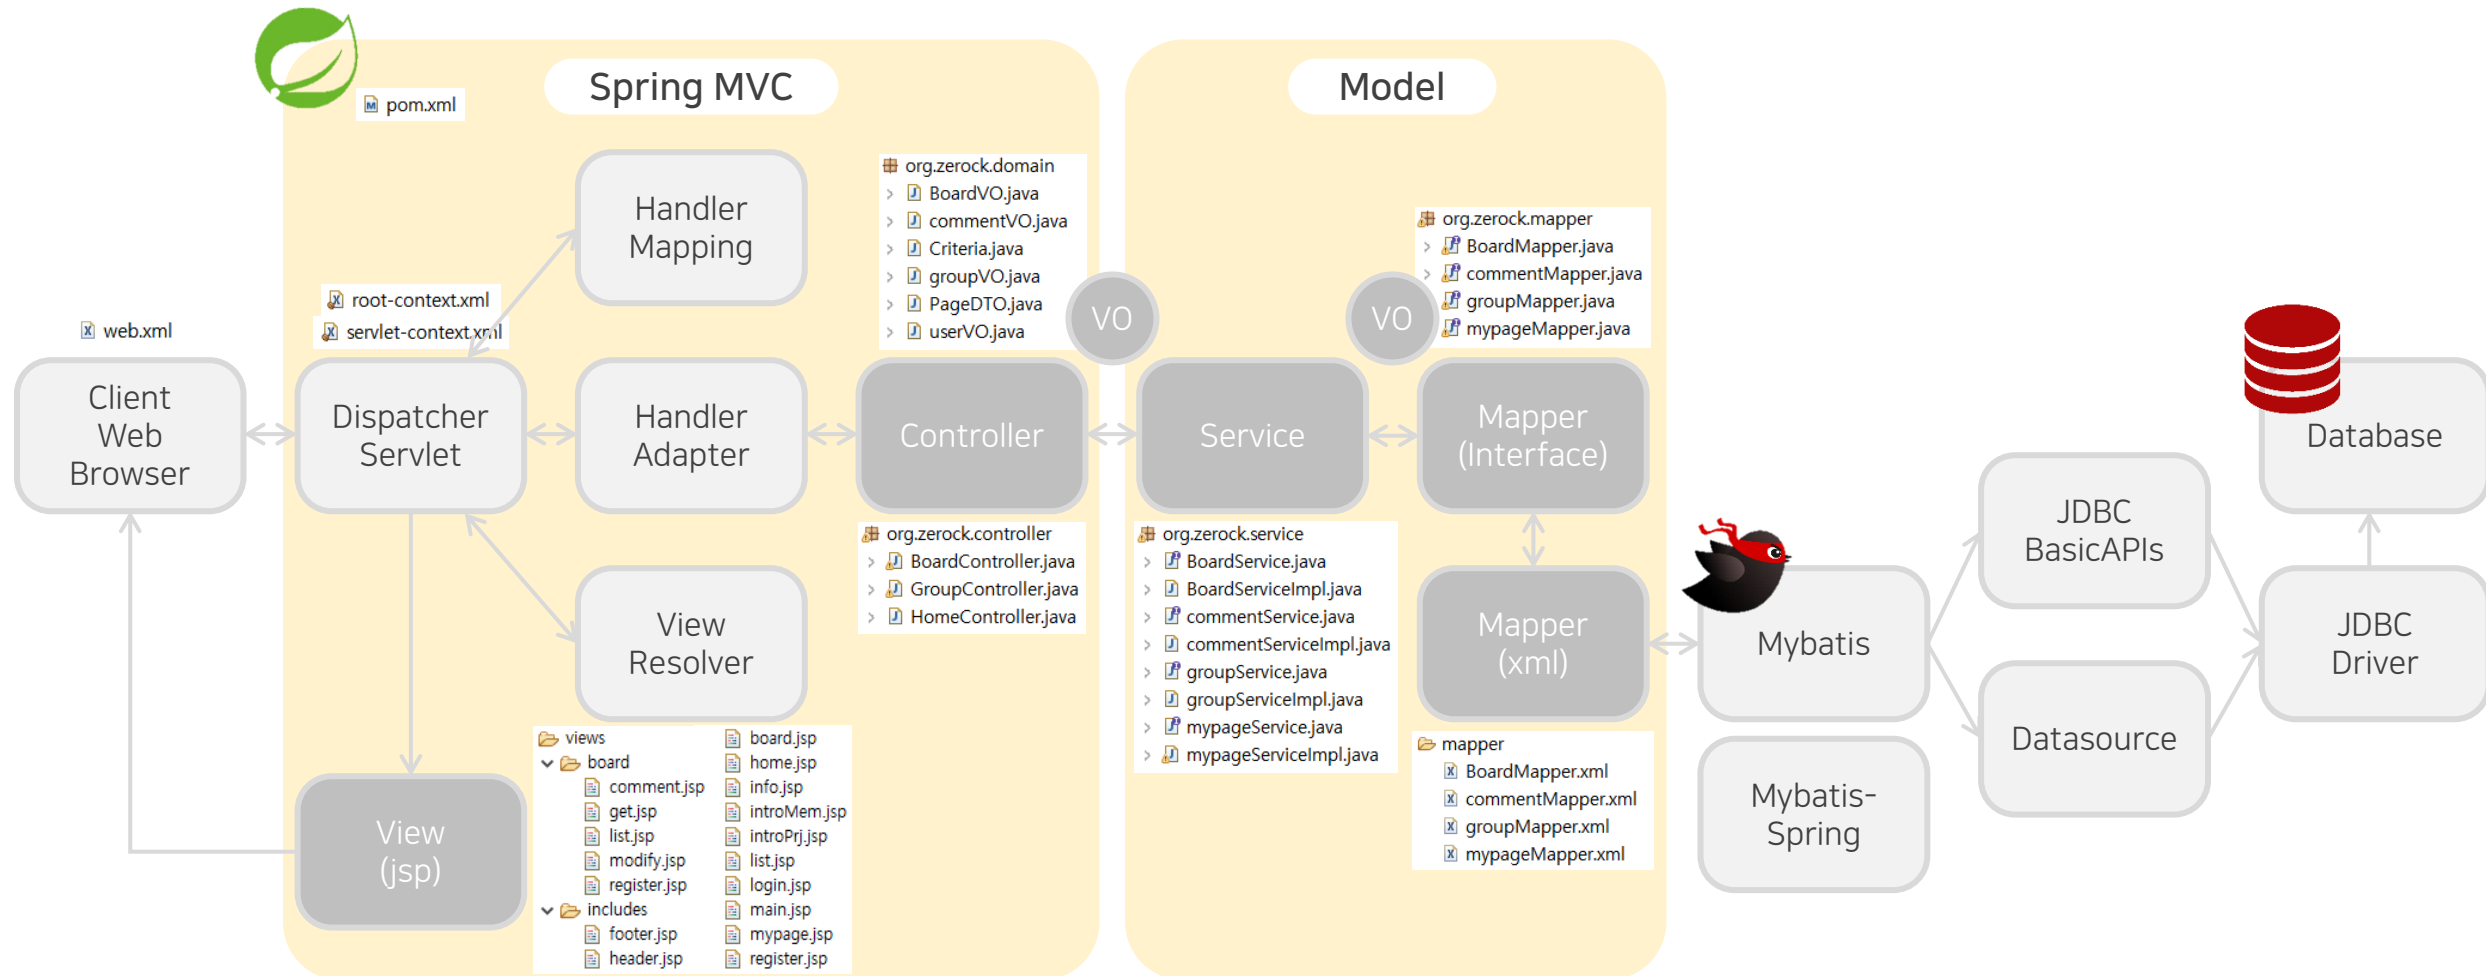 Spring MVC
Model
pom.xml
Handler
Mapping
org.zerock.domain
BoardVO.java
commentVO.java
Criteria.java
groupVO.java
PageDTO.java
userVO.java
org.zerock.mapper
BoardMapper.java
commentMapper.java
groupMapper.java
mypageMapper.java
root-context.xml
servlet-context.xml
web.xml
VO
VO
Client
Web
Browser
Dispatcher
Servlet
Handler
Adapter
Controller
Service
Mapper
(Interface)
Database
org.zerock.controller
BoardController.java
GroupController.java
HomeController.java
org.zerock.service
BoardService.java
BoardServiceImpl.java
commentService.java
commentServiceImpl.java
groupService.java
groupServiceImpl.java
mypageService.java
mypageServiceImpl.java
View
Resolver
Mapper
(xml)
Mybatis
JDBC
BasicAPIs
JDBC
Driver
Datasource
Mybatis-
Spring
View
(jsp)
views
board
comment.jsp
get.jsp
list.jsp
modify.jsp
register.jsp
includes
footer.jsp
header.jsp
board.jsp
home.jsp
info.jsp
introMem.jsp
introPrj.jsp
list.jsp
login.jsp
main.jsp
mypage.jsp
register.jsp
mapper
BoardMapper.xml
commentMapper.xml
groupMapper.xml
mypageMapper.xml